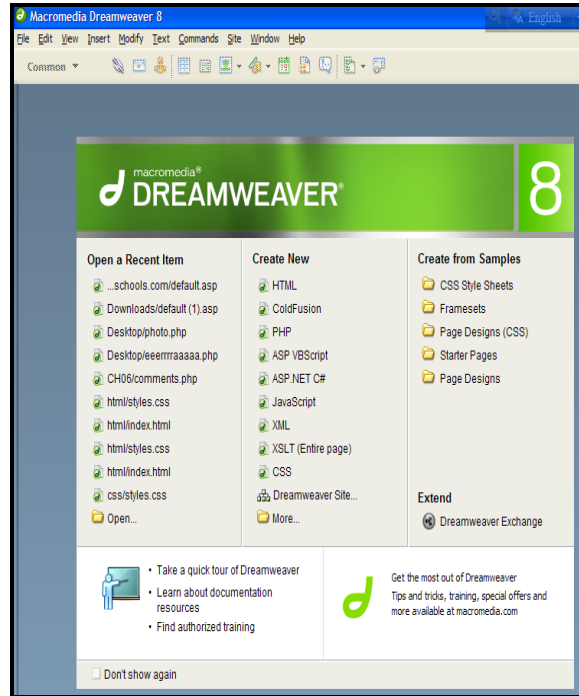 Macromedia Dreamweaver 8
English
File Edit View Insert Modify Text Commands Site Window Help
Common
macromedia®
DREAMWEAVER®
8
Open a Recent Item
...schools.com/default.asp
Downloads/default (1).asp
Desktop/photo.php
Desktop/eeerrrraaaaa.php
CH06/comments.php
html/styles.css
html/index.html
html/styles.css
html/index.html
css/styles.css
Open...
Create New
HTML
ColdFusion
PHP
ASP VBScript
ASP.NET C#
JavaScript
XML
XSLT (Entire page)
CSS
Dreamweaver Site...
More...
Create from Samples
CSS Style Sheets
Framesets
Page Designs (CSS)
Starter Pages
Page Designs
Extend
Dreamweaver Exchange
• Take a quick tour of Dreamweaver
• Learn about documentation
resources
• Find authorized training
Get the most out of Dreamweaver
Tips and tricks, training, special offers and
more available at macromedia.com
Don't show again